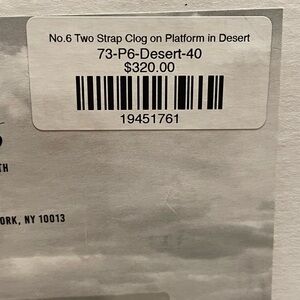 No.6 Two Strap Clog on Platform in Desert
73-P6-Desert-40
$320.00
19451761
TH
ORK, NY 10013